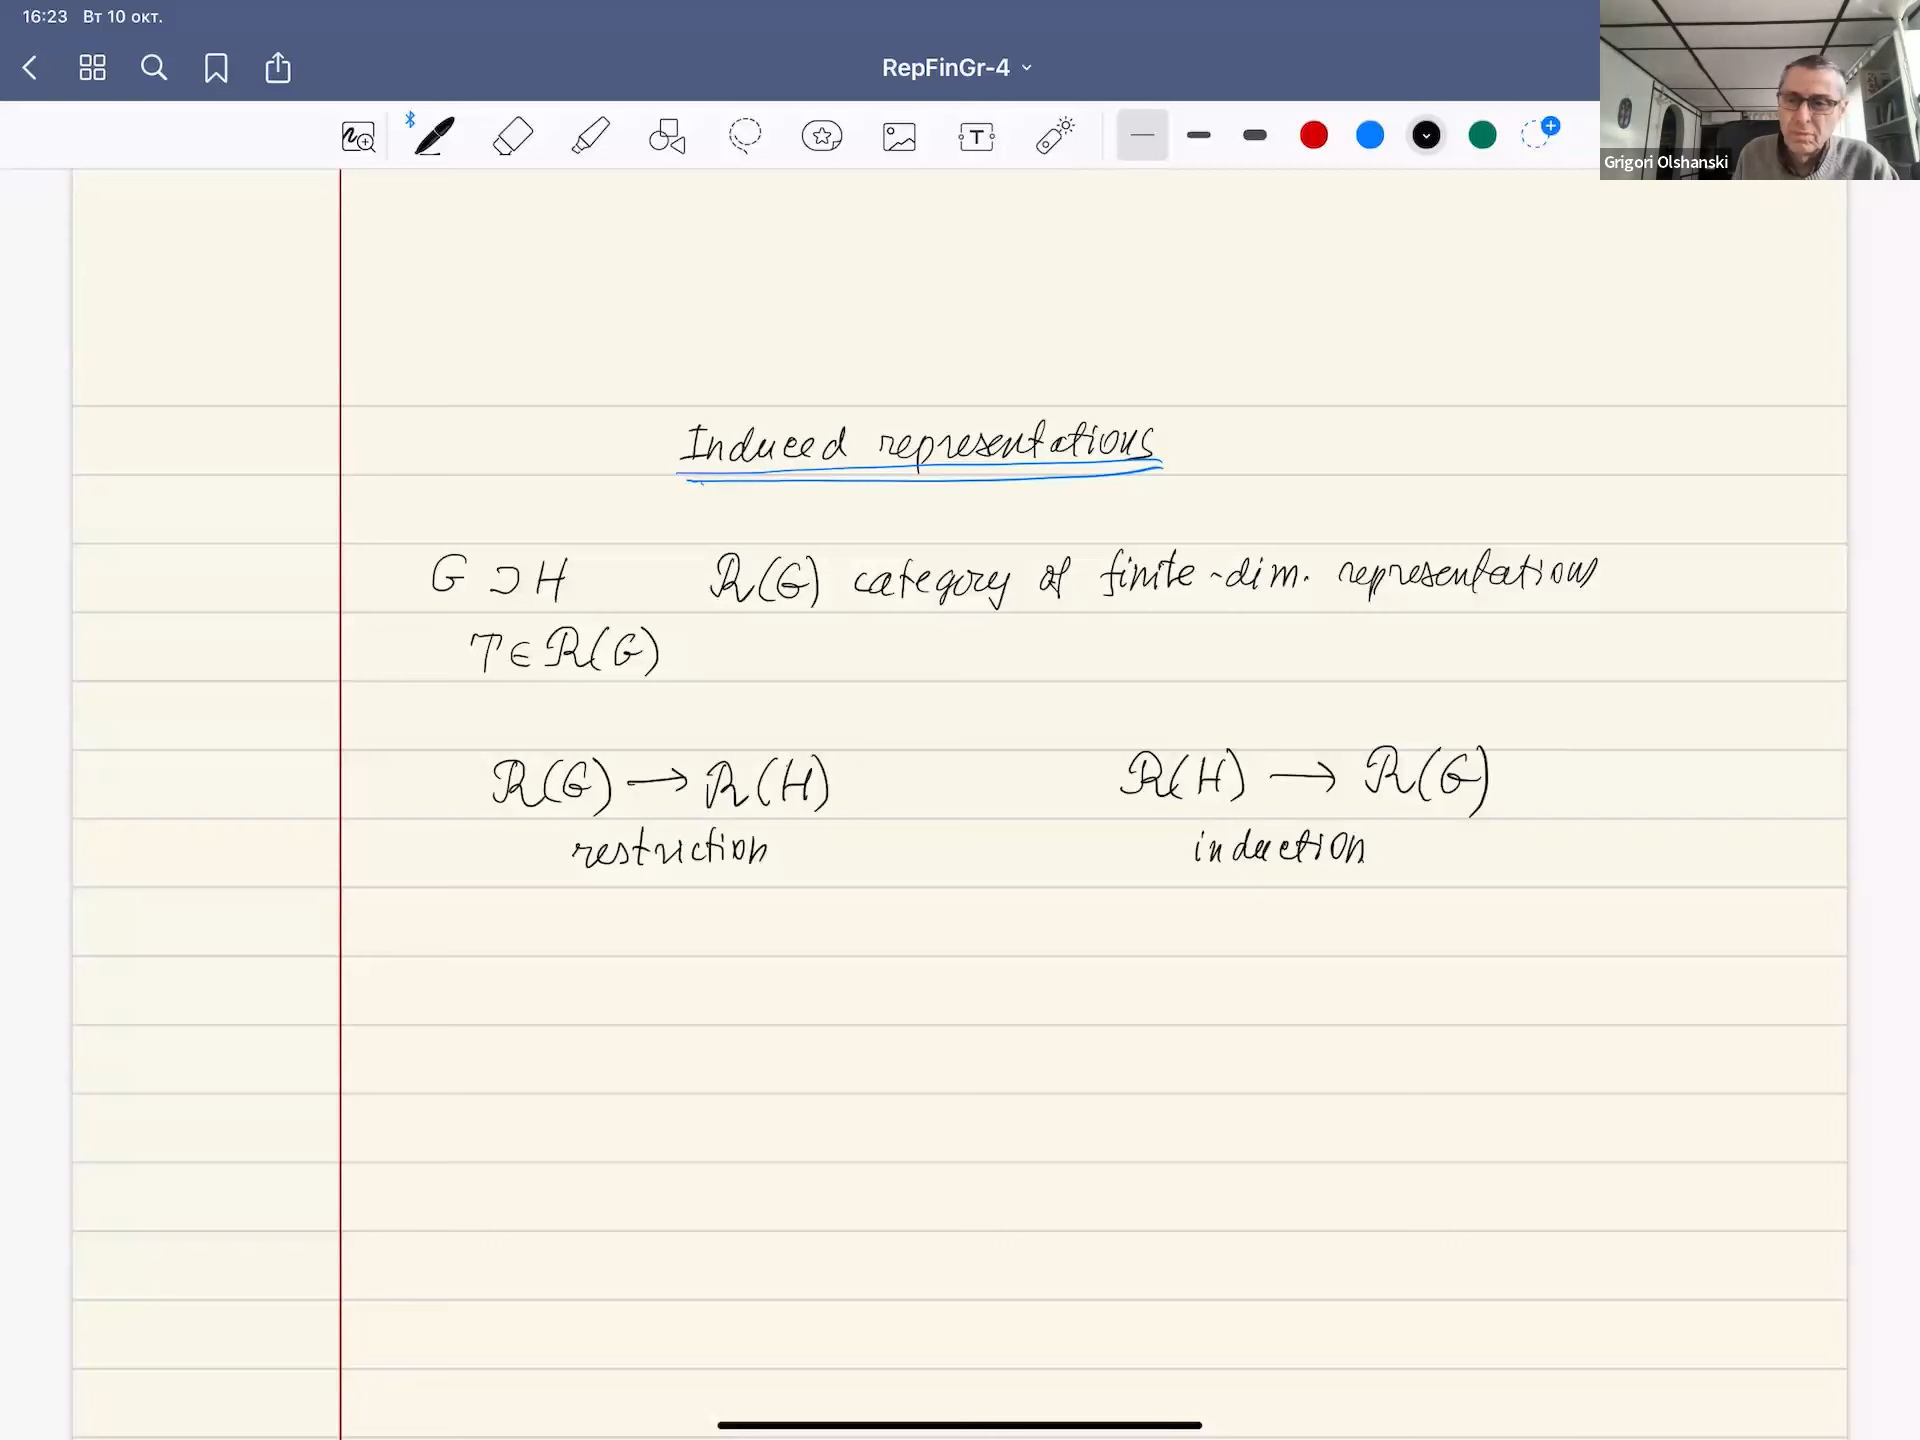 16:23 Вт 10 окт.
RepFinGr-4
Grigori Olshanski
Induced representations
G ⊃ H R(G) category of finite-dim. representations
T ∈ R(G)
R(G) → R(H) R(H) → R(G)
restriction induction